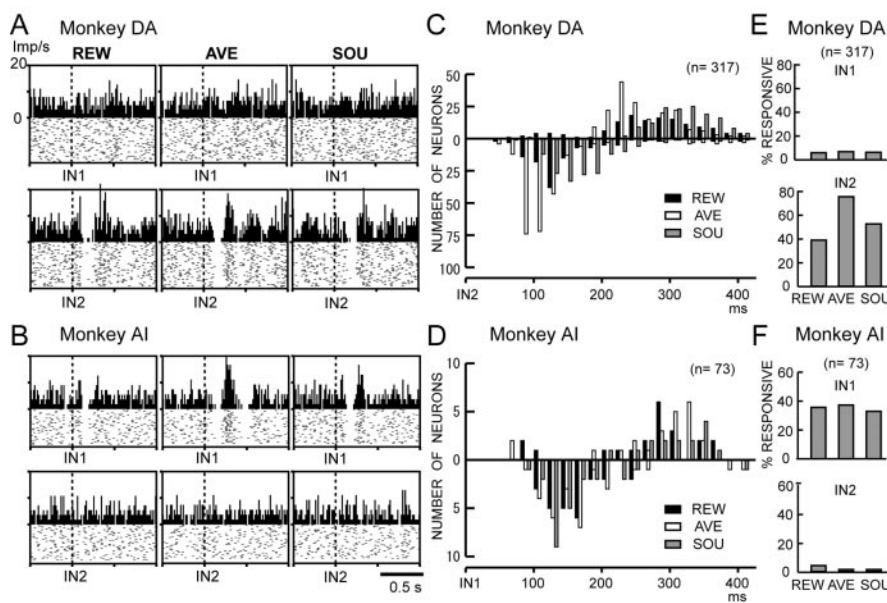 A Monkey DA
Imp/s
REW AVE SOU
20
0
IN1 IN1 IN1
IN2 IN2 IN2
B Monkey AI
IN1 IN1 IN1
IN2 IN2 IN2
0.5 s
C Monkey DA
(n= 317)
NUMBER OF NEURONS
50
25
0
25
50
75
100
REW
AVE
SOU
IN2 100 200 300 400
ms
D Monkey AI
(n= 73)
NUMBER OF NEURONS
10
5
0
5
10
REW
AVE
SOU
IN1 100 200 300 400
ms
E Monkey DA
(n= 317)
IN1
% RESPONSIVE
80
60
40
20
0
IN2
80
60
40
20
0
REW AVE SOU
F Monkey AI
(n= 73)
IN1
% RESPONSIVE
80
60
40
20
0
IN2
80
60
40
20
0
REW AVE SOU